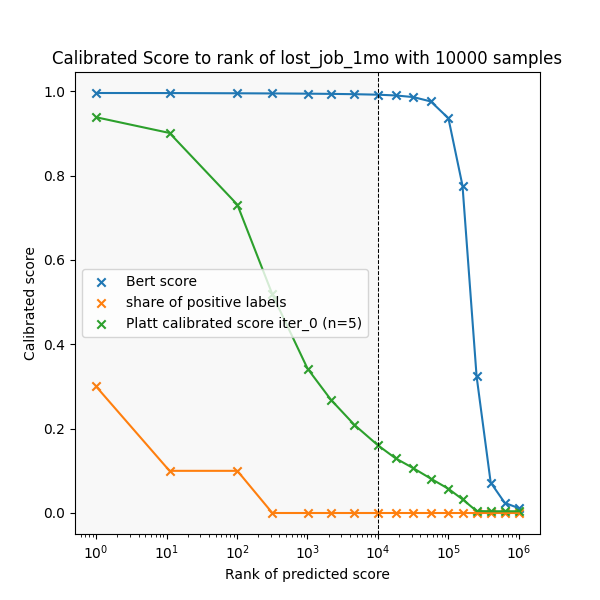 Calibrated Score to rank of lost_job_1mo with 10000 samples
1.0
0.8
0.6
0.4
0.2
0.0
Calibrated score
Bert score
share of positive labels
Platt calibrated score iter_0 (n=5)
10^0 10^1 10^2 10^3 10^4 10^5 10^6
Rank of predicted score